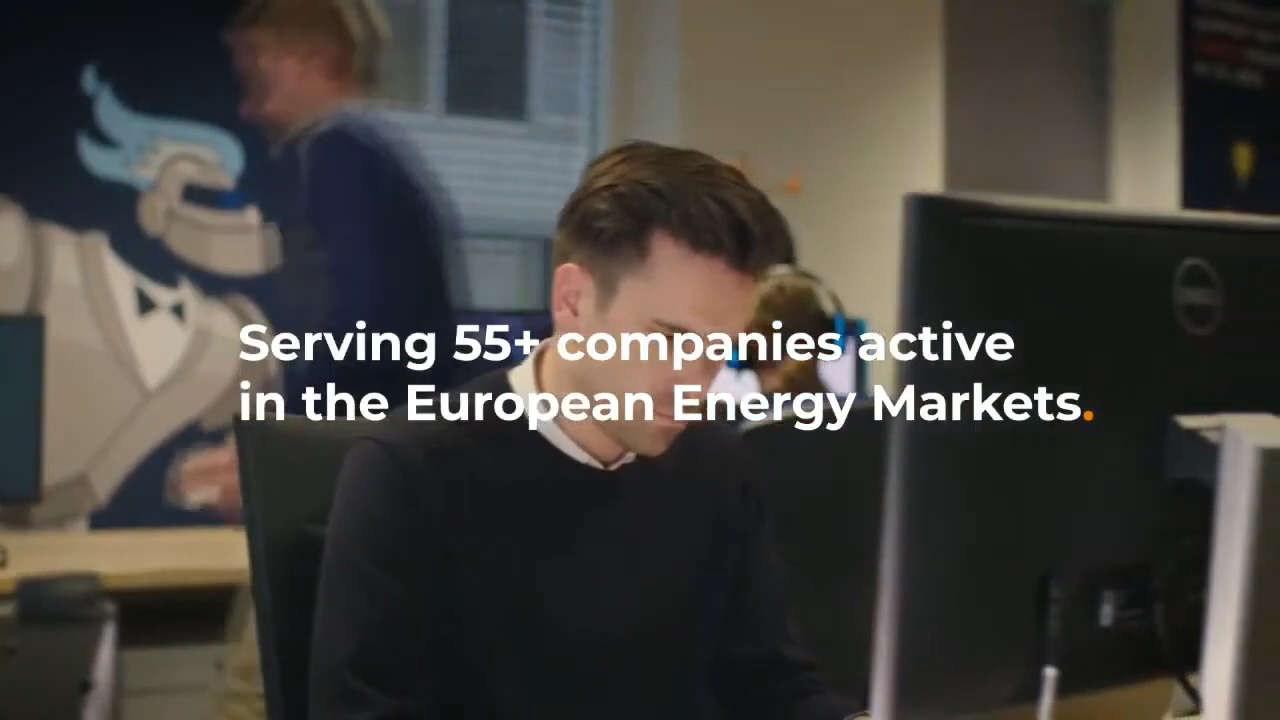 Serving 55+ companies active
in the European Energy Markets.